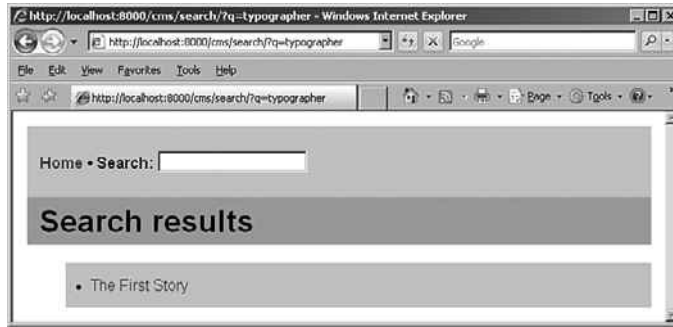 http://localhost:8000/cms/search/?q=typographer - Windows Internet Explorer
http://localhost:8000/cms/search/?q=typographer Google
File Edit View Favorites Tools Help
http://localhost:8000/cms/search/?q=typographer Page Tools
Home • Search:
Search results
• The First Story